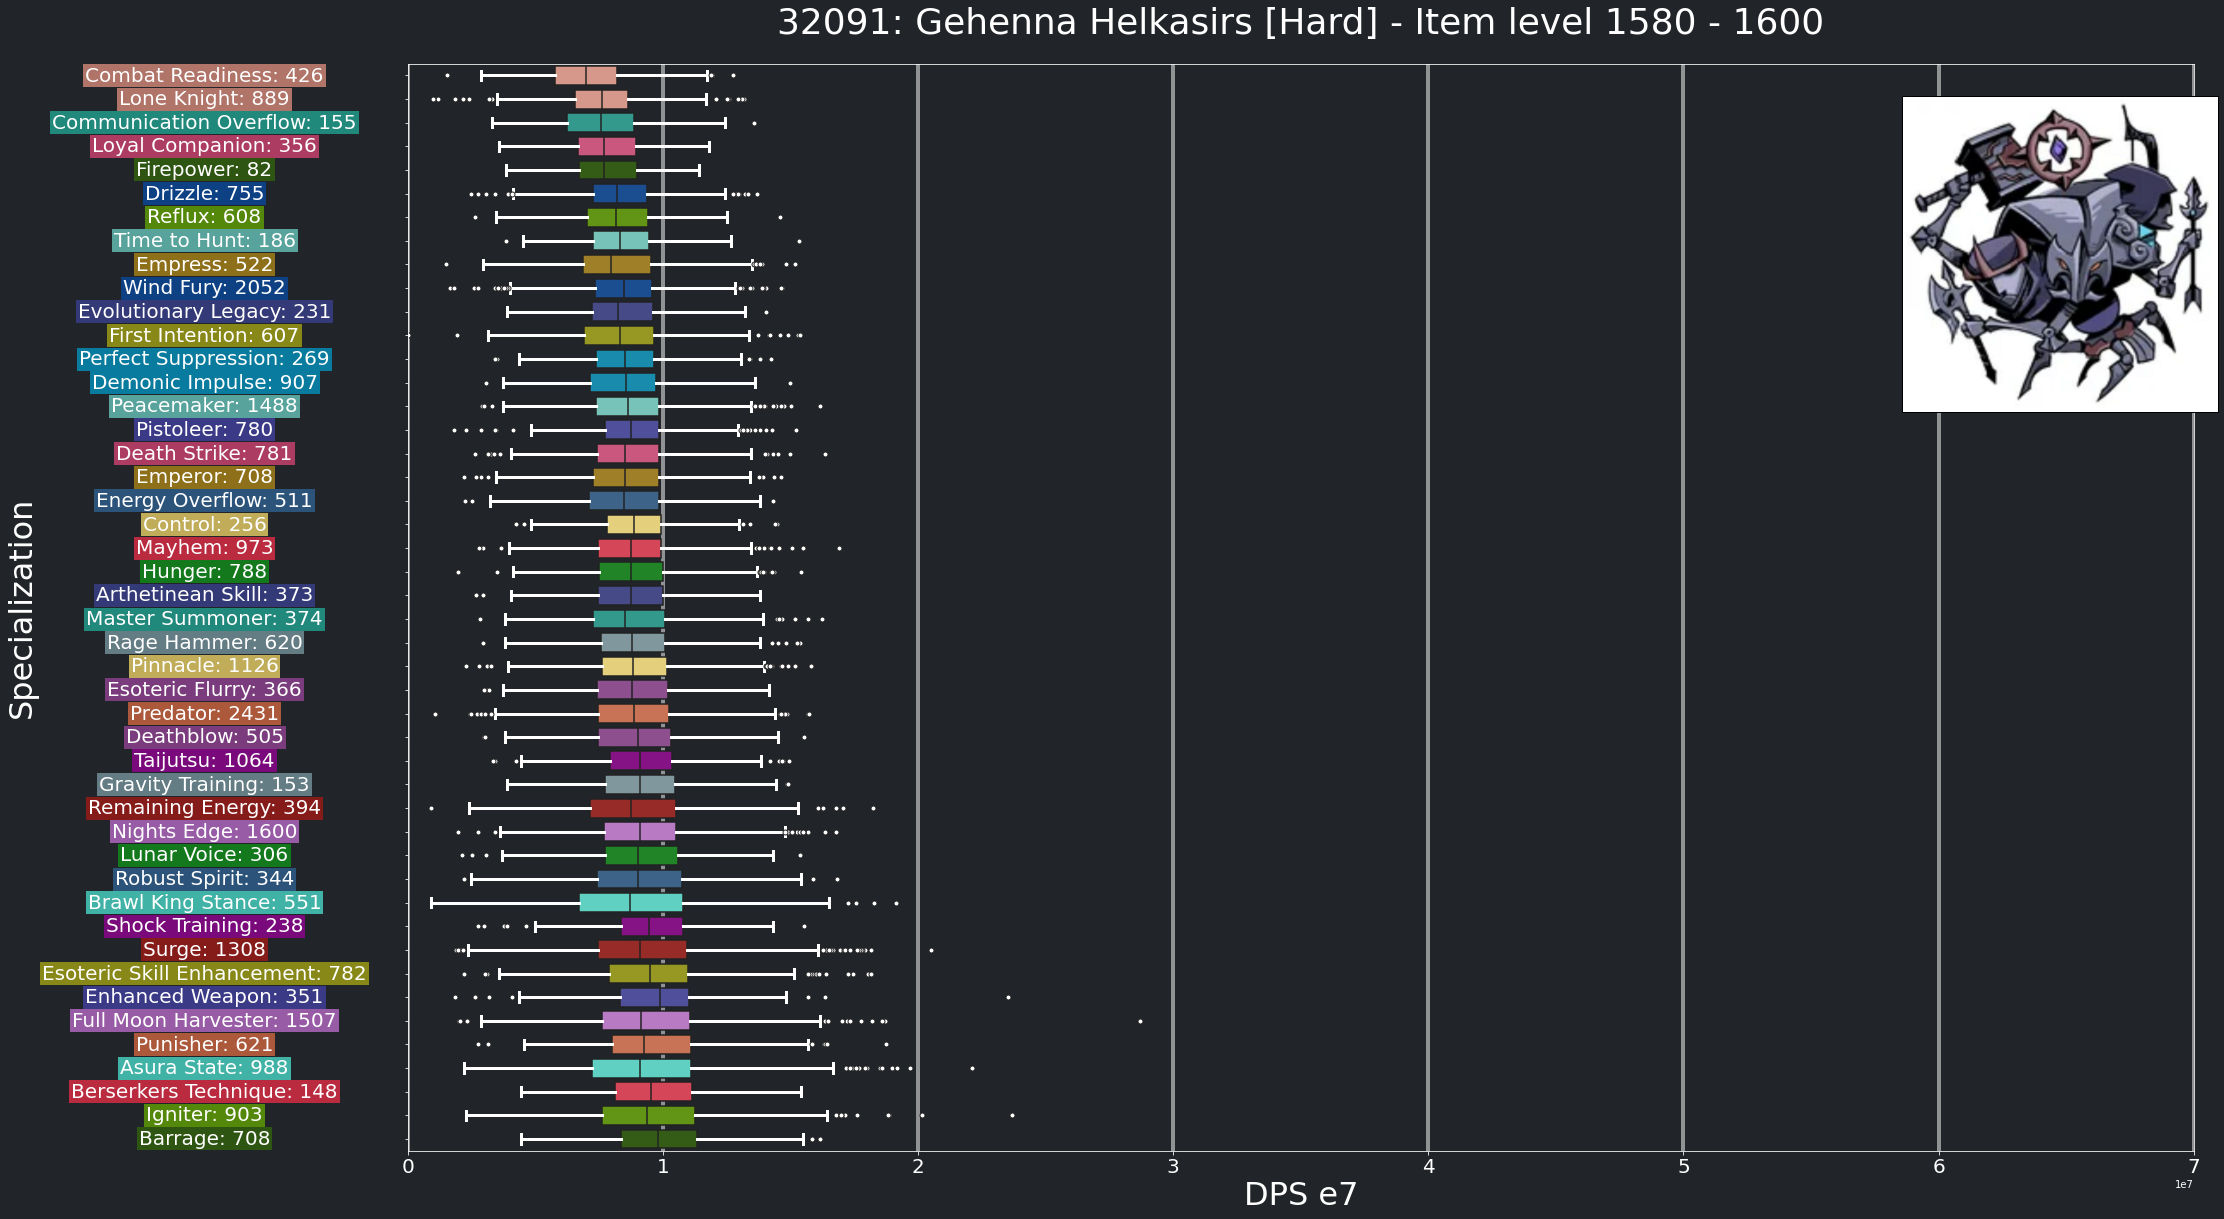 32091: Gehenna Helkasirs [Hard] - Item level 1580 - 1600
Specialization
Combat Readiness: 426
Lone Knight: 889
Communication Overflow: 155
Loyal Companion: 356
Firepower: 82
Drizzle: 755
Reflux: 608
Time to Hunt: 186
Empress: 522
Wind Fury: 2052
Evolutionary Legacy: 231
First Intention: 607
Perfect Suppression: 269
Demonic Impulse: 907
Peacemaker: 1488
Pistoleer: 780
Death Strike: 781
Emperor: 708
Energy Overflow: 511
Control: 256
Mayhem: 973
Hunger: 788
Arthetinean Skill: 373
Master Summoner: 374
Rage Hammer: 620
Pinnacle: 1126
Esoteric Flurry: 366
Predator: 2431
Deathblow: 505
Taijutsu: 1064
Gravity Training: 153
Remaining Energy: 394
Nights Edge: 1600
Lunar Voice: 306
Robust Spirit: 344
Brawl King Stance: 551
Shock Training: 238
Surge: 1308
Esoteric Skill Enhancement: 782
Enhanced Weapon: 351
Full Moon Harvester: 1507
Punisher: 621
Asura State: 988
Berserkers Technique: 148
Igniter: 903
Barrage: 708
0 1 2 3 4 5 6 7
1e7
DPS e7